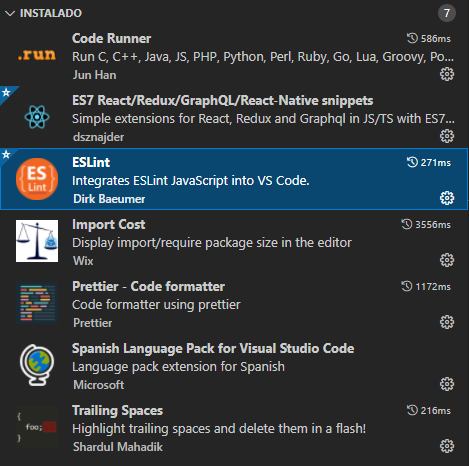 INSTALADO 7
.run
Code Runner 586ms
Run C, C++, Java, JS, PHP, Python, Perl, Ruby, Go, Lua, Groovy, Po...
Jun Han
ES7 React/Redux/GraphQL/React-Native snippets
Simple extensions for React, Redux and Graphql in JS/TS with ES7...
dsznajder
ES
Lint
ESLint 271ms
Integrates ESLint JavaScript into VS Code.
Dirk Baeumer
Import Cost 3556ms
Display import/require package size in the editor
Wix
Prettier - Code formatter 1172ms
Code formatter using prettier
Prettier
Spanish Language Pack for Visual Studio Code
Language pack extension for Spanish
Microsoft
{
foo;
}
Trailing Spaces 216ms
Highlight trailing spaces and delete them in a flash!
Shardul Mahadik